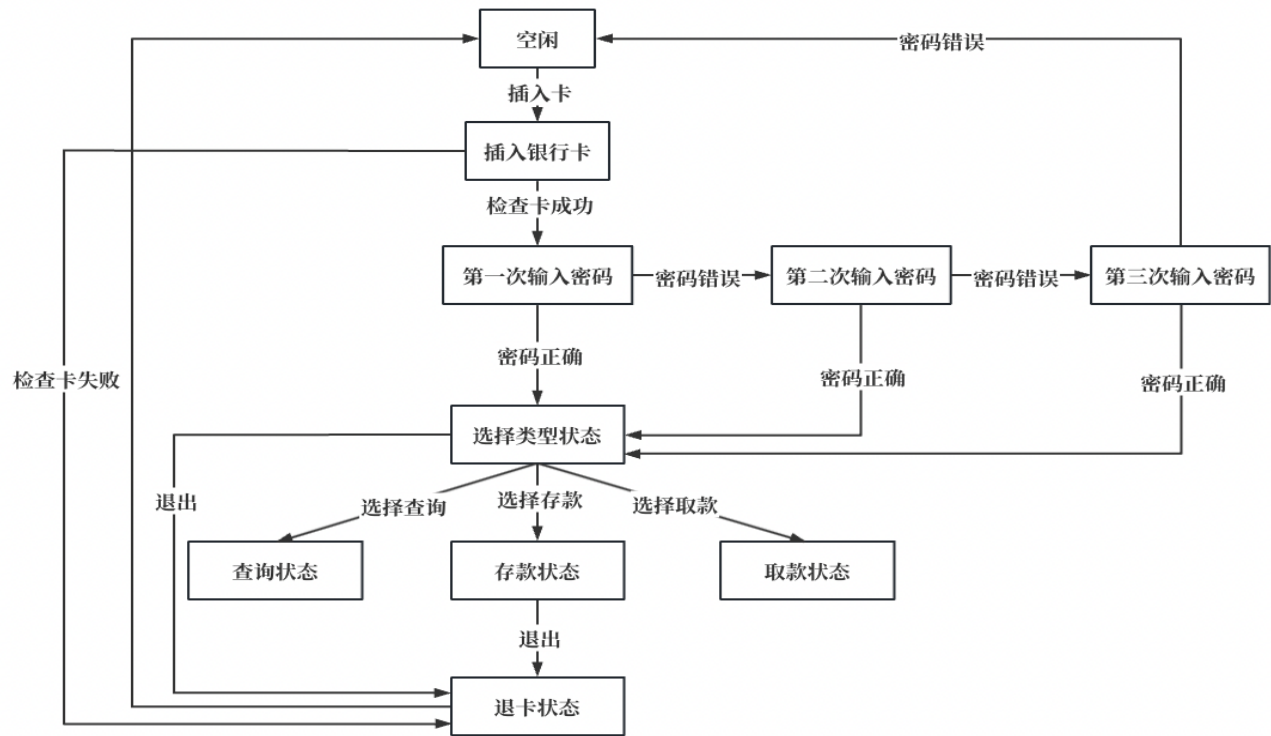 空闲
密码错误
插入卡
插入银行卡
检查卡成功
第一次输入密码
密码错误
第二次输入密码
密码错误
第三次输入密码
密码正确
检查卡失败
密码正确
密码正确
选择类型状态
退出
选择查询
选择存款
选择取款
查询状态
存款状态
取款状态
退出
退卡状态